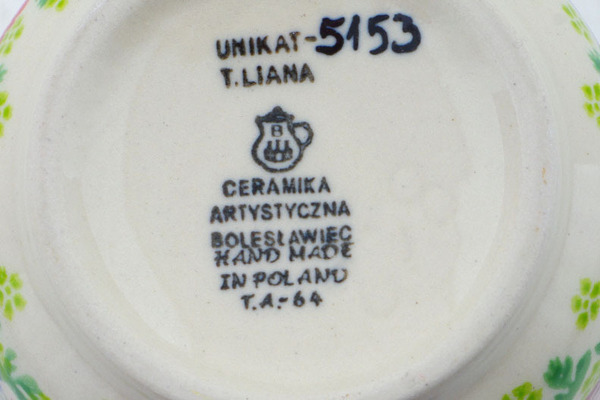 UNIKAT-5153
T.LIANA
B
CERAMIKA
ARTYSTYCZNA
BOLESŁAWIEC
HAND MADE
IN POLAND
T.A.-64